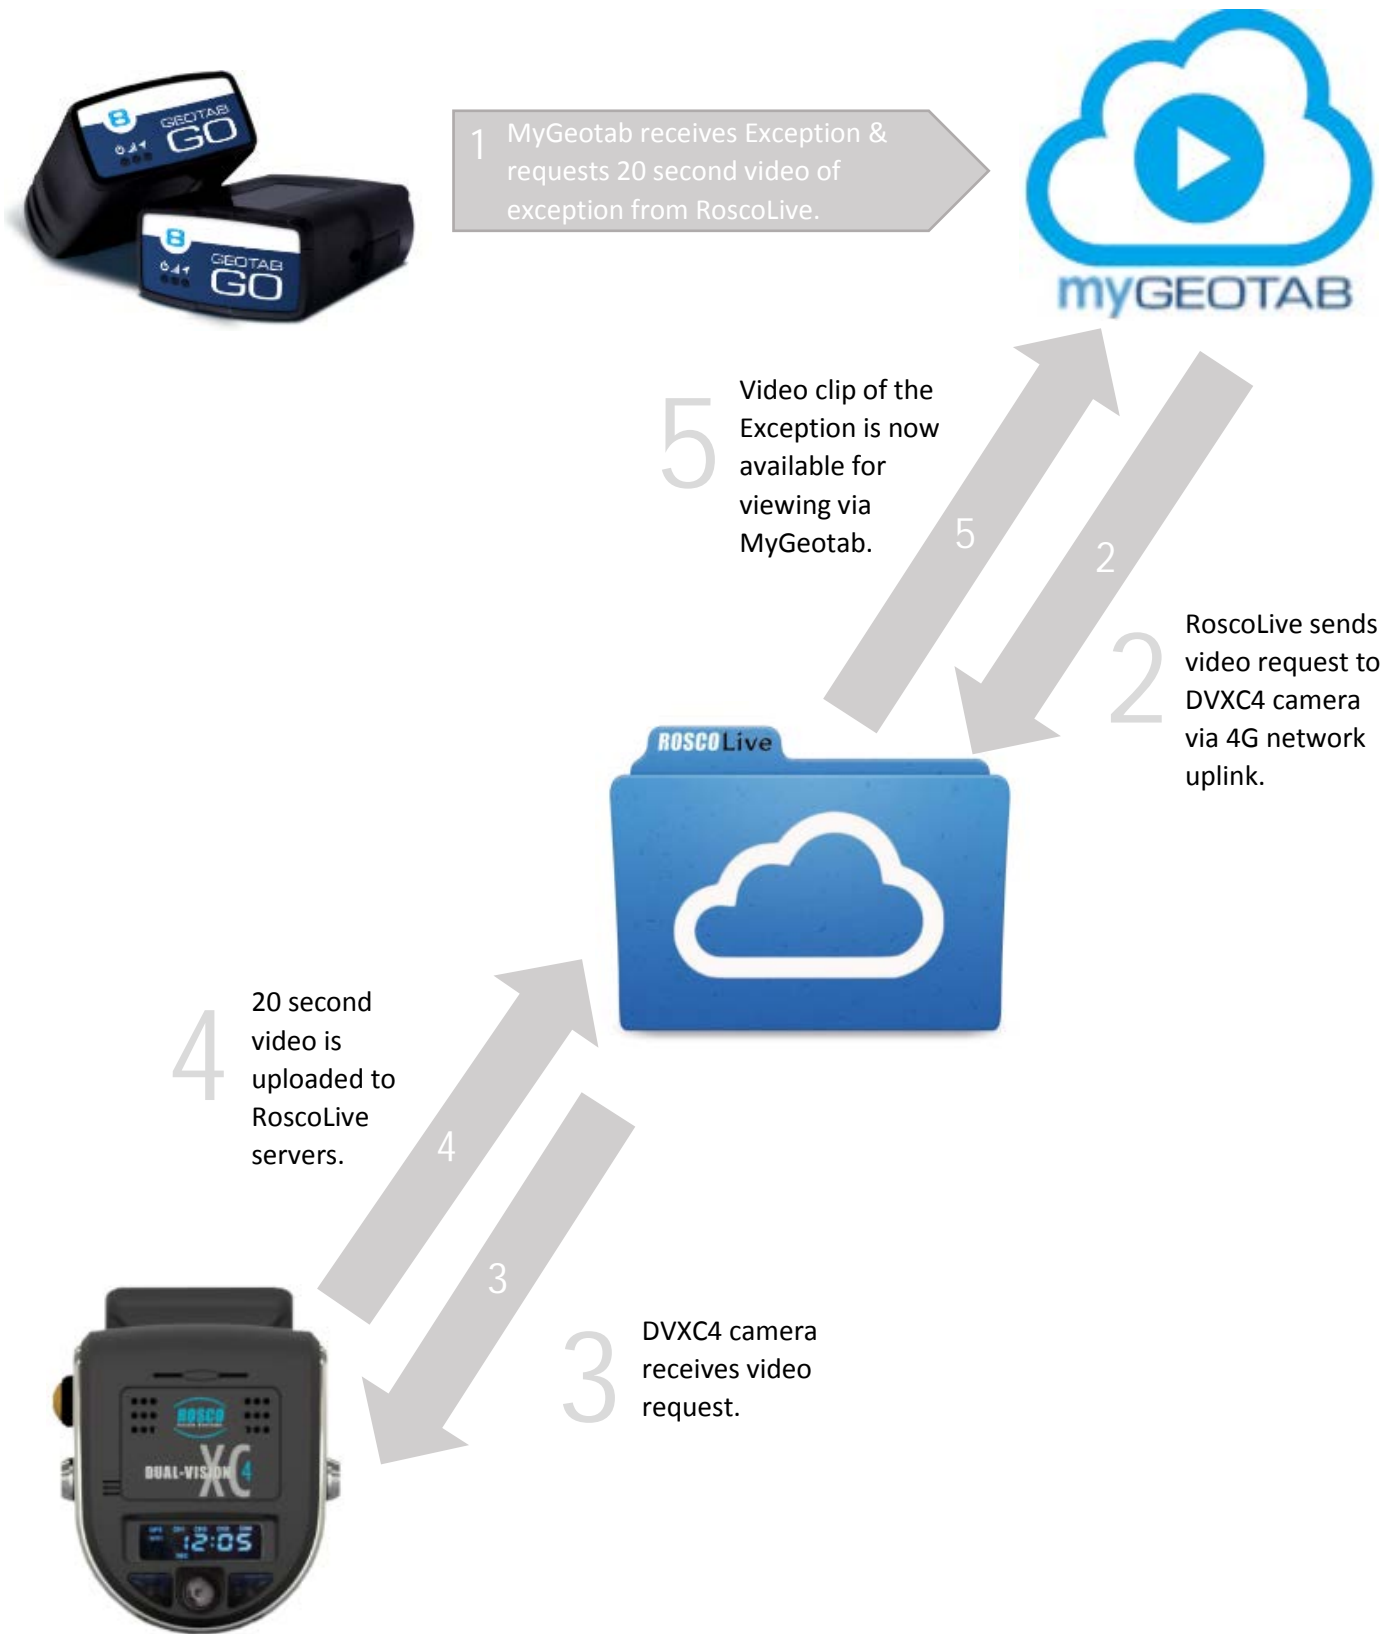 8 GEOTAB
GO
8 GEOTAB
GO
1 MyGeotab receives Exception &
requests 20 second video of
exception from RoscoLive.
myGEOTAB
5
Video clip of the
Exception is now
available for
viewing via
MyGeotab.
5
2
2
RoscoLive sends
video request to
DVXC4 camera
via 4G network
uplink.
ROSCO Live
4
20 second
video is
uploaded to
RoscoLive
servers.
4
3
3
DVXC4 camera
receives video
request.
ROSCO
DUAL-VISION XC 4
12:05